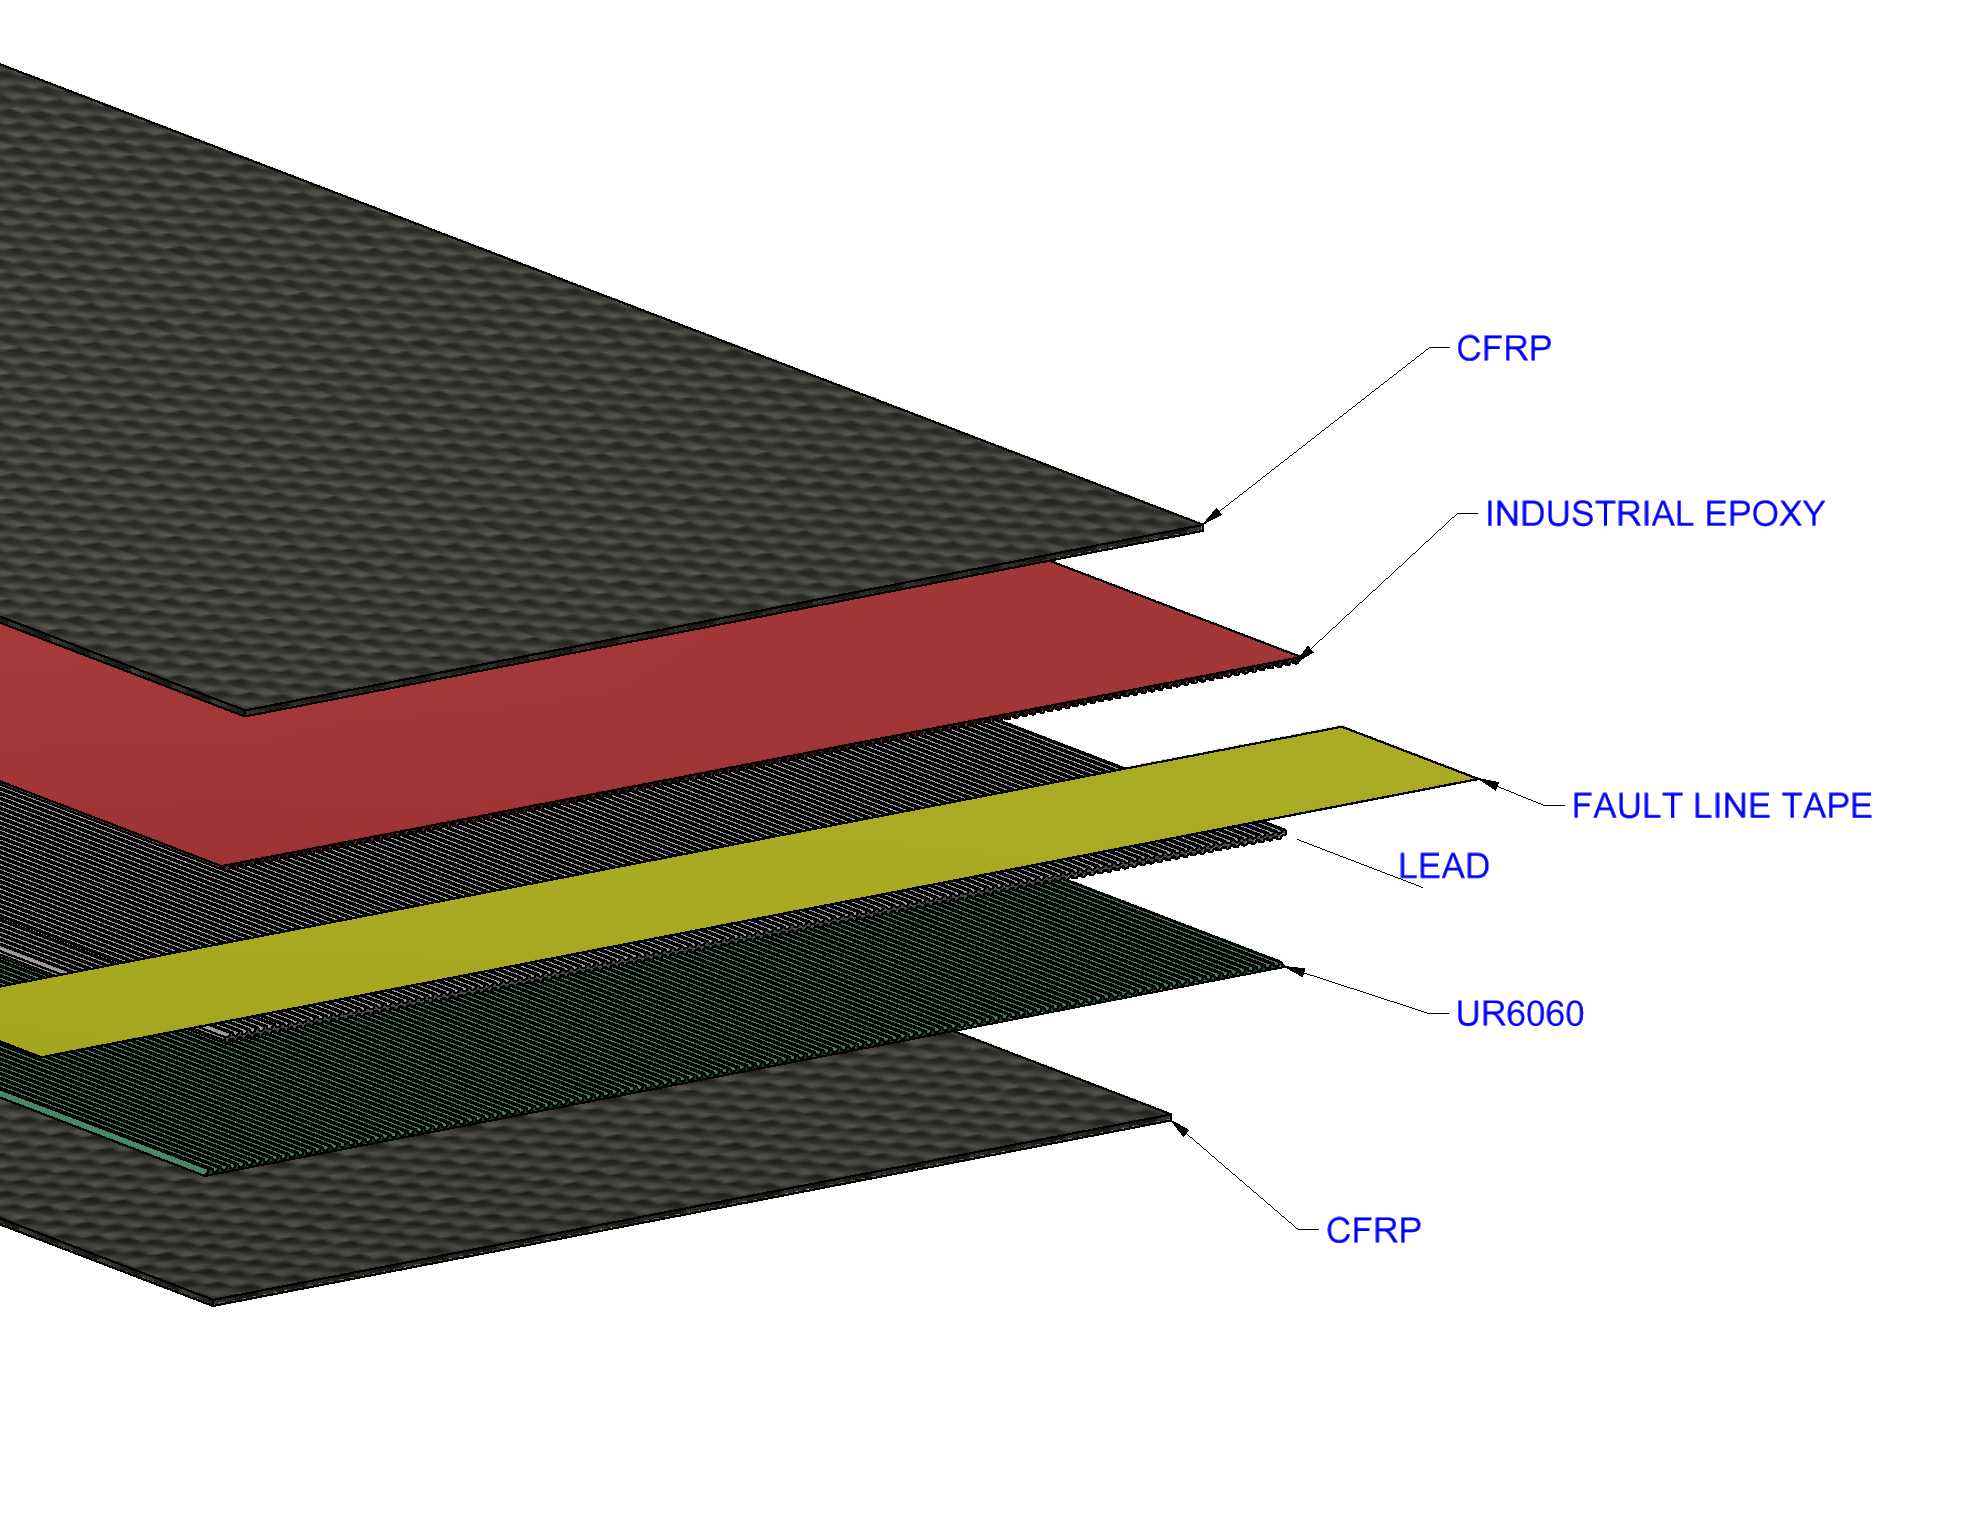 CFRP
INDUSTRIAL EPOXY
FAULT LINE TAPE
LEAD
UR6060
CFRP